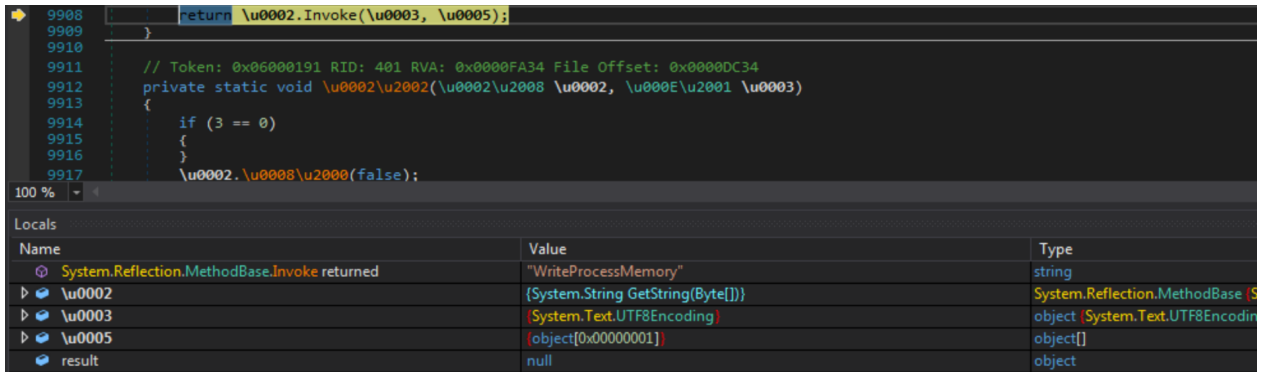 9908 return \u0002.Invoke(\u0003, \u0005);
9909 }
9910
9911 // Token: 0x06000191 RID: 401 RVA: 0x0000FA34 File Offset: 0x0000DC34
9912 private static void \u0002\u2002(\u0002\u2008 \u0002, \u000E\u2001 \u0003)
9913 {
9914 if (3 == 0)
9915 {
9916 }
9917 \u0002.\u0008\u2000(false);
100 %
Locals
Name Value Type
System.Reflection.MethodBase.Invoke returned "WriteProcessMemory" string
\u0002 {System.String GetString(Byte[])} System.Reflection.MethodBase {S
\u0003 {System.Text.UTF8Encoding} object {System.Text.UTF8Encodin
\u0005 {object[0x00000001]} object[]
result null object